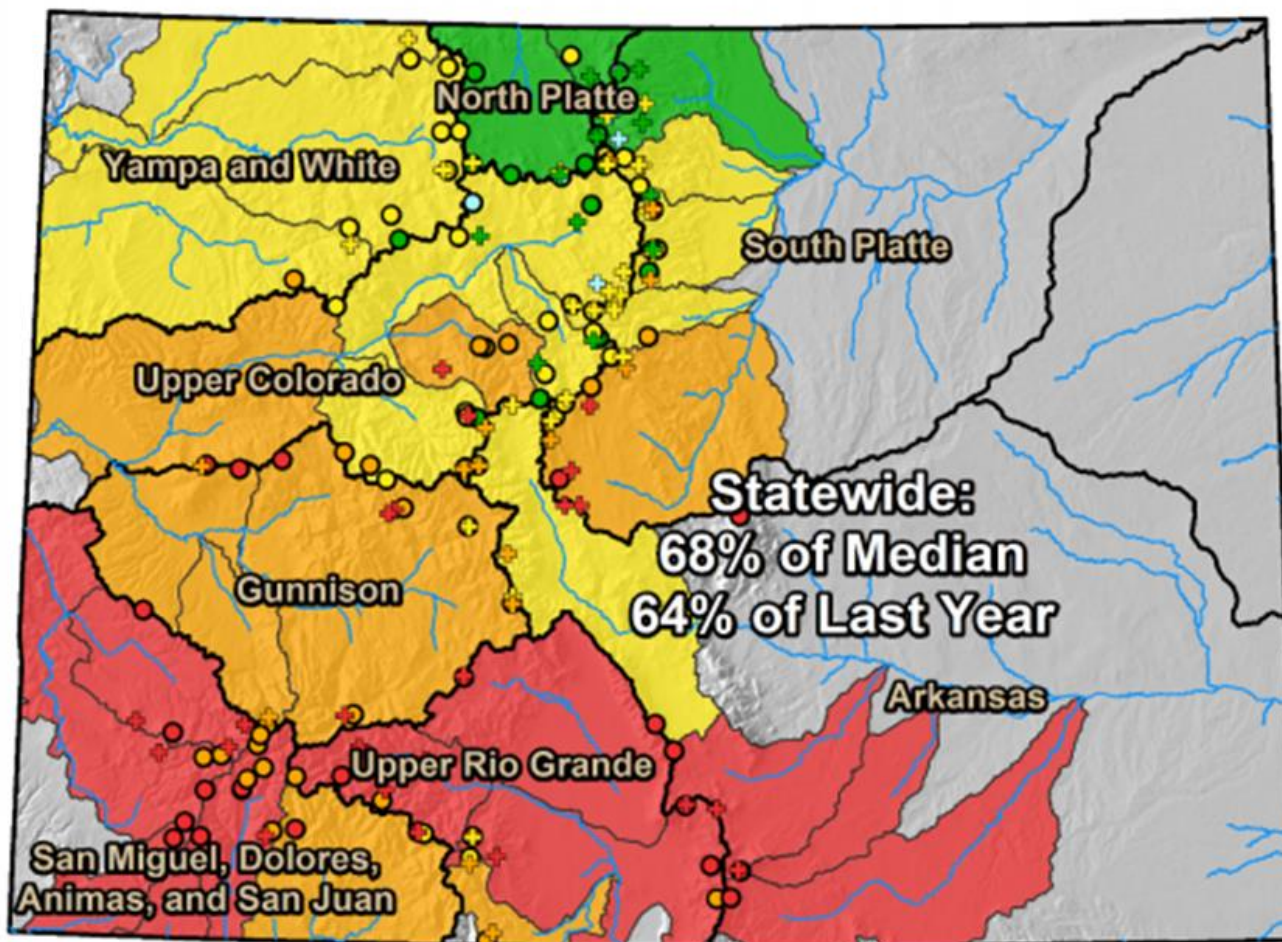 North Platte
Yampa and White
South Platte
Upper Colorado
Statewide:
68% of Median
64% of Last Year
Gunnison
Arkansas
Upper Rio Grande
San Miguel, Dolores,
Animas, and San Juan